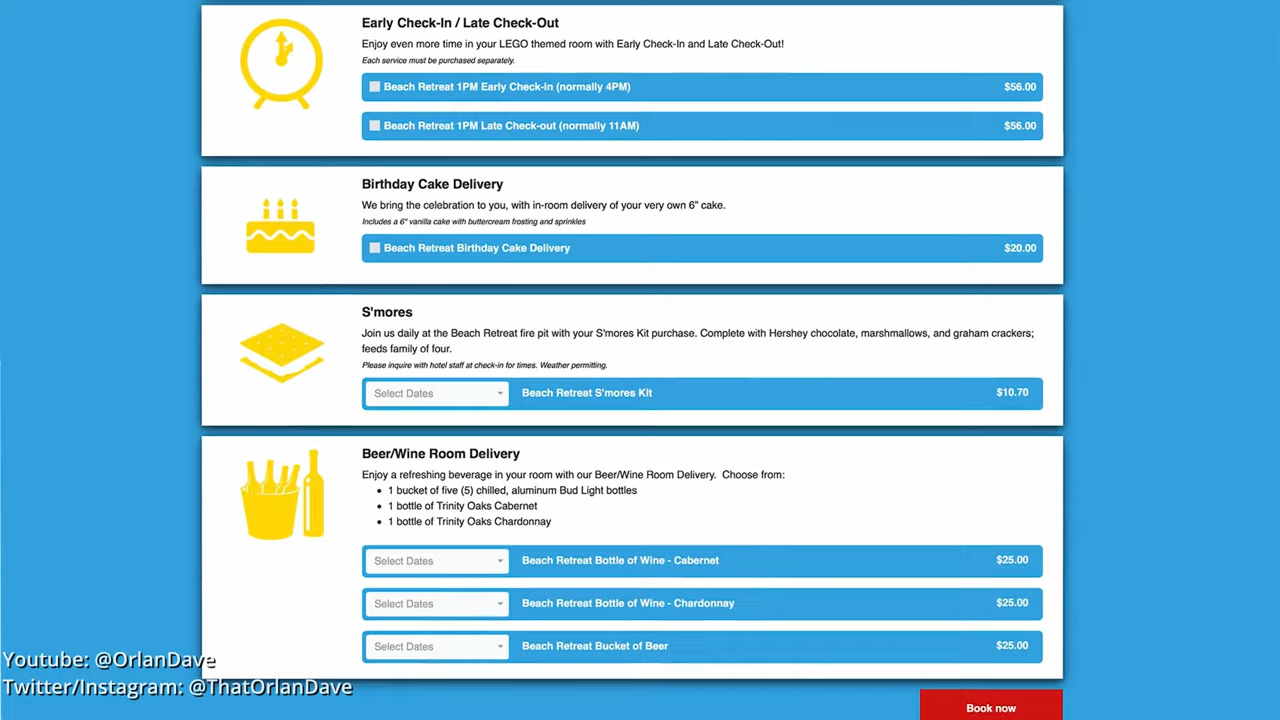 Early Check-In / Late Check-Out
Enjoy even more time in your LEGO themed room with Early Check-In and Late Check-Out!
Each service must be purchased separately.
Beach Retreat 1PM Early Check-in (normally 4PM) $56.00
Beach Retreat 1PM Late Check-out (normally 11AM) $56.00
Birthday Cake Delivery
We bring the celebration to you, with in-room delivery of your very own 6" cake.
Includes a 6" vanilla cake with buttercream frosting and sprinkles
Beach Retreat Birthday Cake Delivery $20.00
S'mores
Join us daily at the Beach Retreat fire pit with your S'mores Kit purchase. Complete with Hershey chocolate, marshmallows, and graham crackers;
feeds family of four.
Please inquire with hotel staff at check-in for times. Weather permitting.
Select Dates Beach Retreat S'mores Kit $10.70
Beer/Wine Room Delivery
Enjoy a refreshing beverage in your room with our Beer/Wine Room Delivery. Choose from:
• 1 bucket of five (5) chilled, aluminum Bud Light bottles
• 1 bottle of Trinity Oaks Cabernet
• 1 bottle of Trinity Oaks Chardonnay
Select Dates Beach Retreat Bottle of Wine - Cabernet $25.00
Select Dates Beach Retreat Bottle of Wine - Chardonnay $25.00
Select Dates Beach Retreat Bucket of Beer $25.00
Youtube: @OrlanDave
Twitter/Instagram: @ThatOrlanDave
Book now